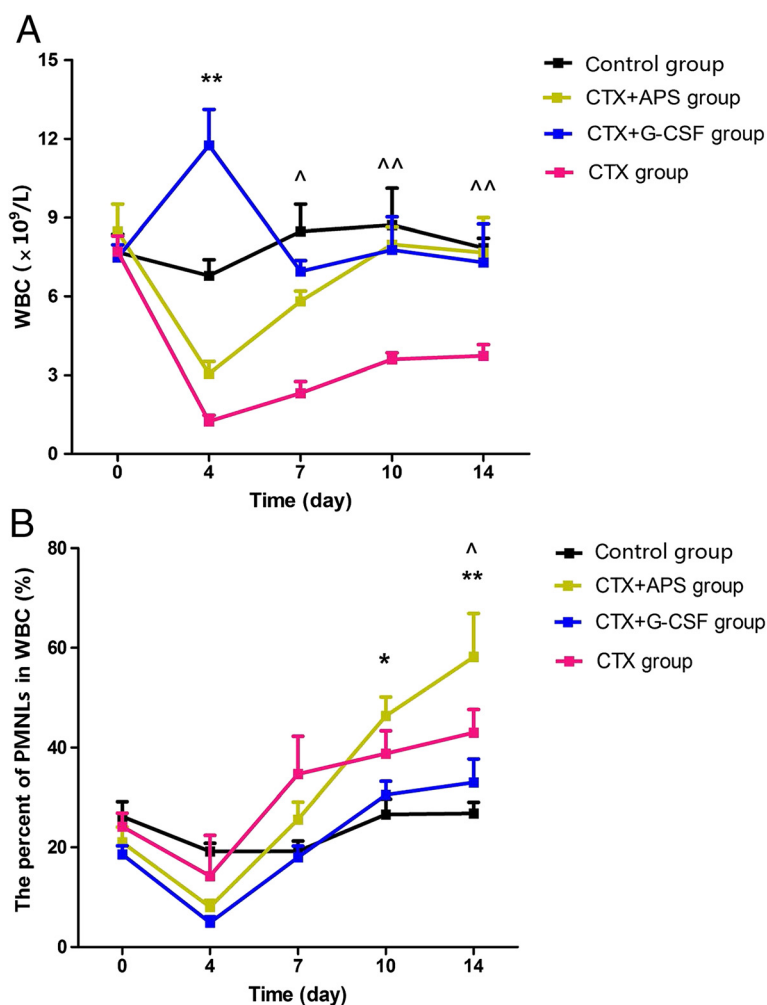 A
15
12
9
6
3
0
WBC (×10⁹/L)
**
^
^^
^^
0 4 7 10 14
Time (day)
Control group
CTX+APS group
CTX+G-CSF group
CTX group
B
80
60
40
20
0
The percent of PMNLs in WBC (%)
*
^
**
0 4 7 10 14
Time (day)
Control group
CTX+APS group
CTX+G-CSF group
CTX group